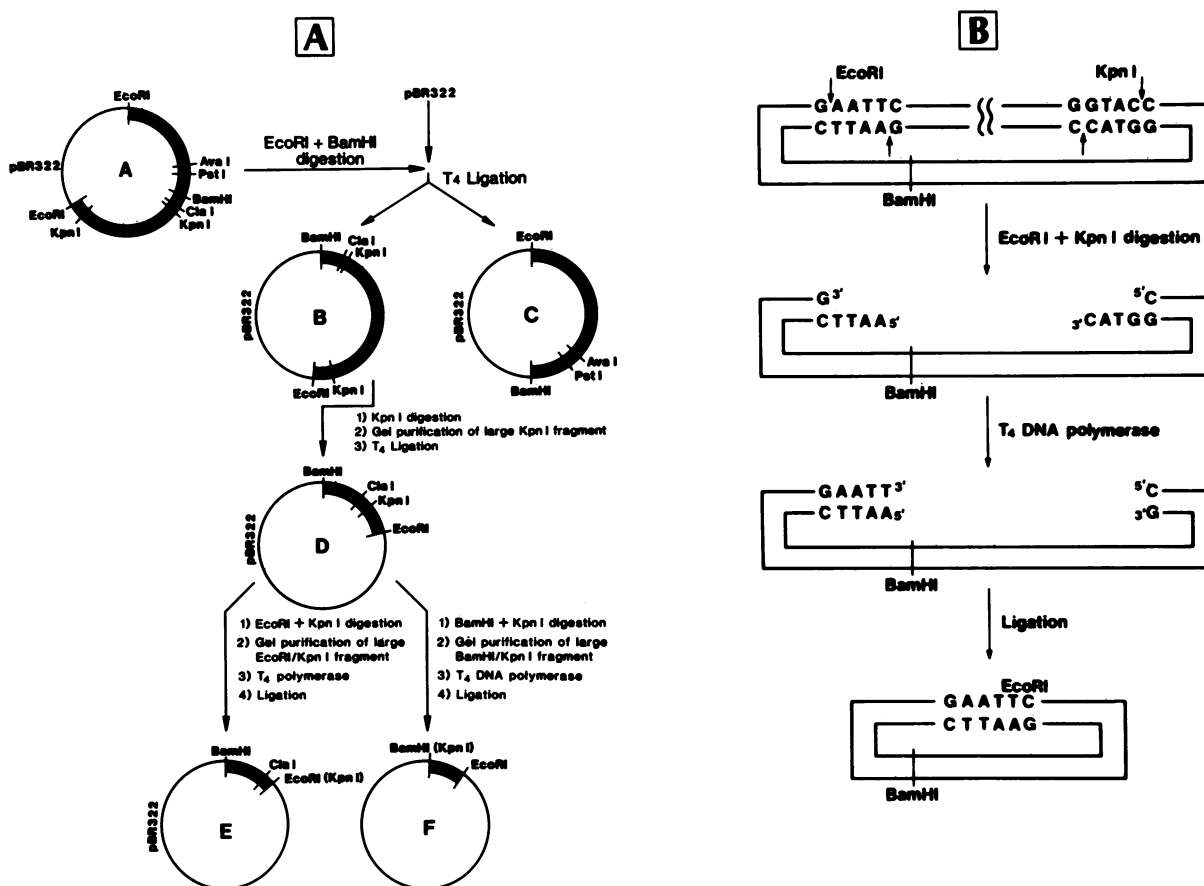 A
EcoRI
pBR322
A
Ava I
Pst I
BamHI
Cla I
Kpn I
EcoRI
Kpn I
EcoRI + BamHI
digestion
pBR322
T4 Ligation
BamHI
Cla I
Kpn I
pBR322
B
EcoRI
Kpn I
EcoRI
pBR322
C
Ava I
Pst I
BamHI
1) Kpn I digestion
2) Gel purification of large Kpn I fragment
3) T4 Ligation
BamHI
Cla I
Kpn I
EcoRI
pBR322
D
1) EcoRI + Kpn I digestion
2) Gel purification of large
EcoRI/Kpn I fragment
3) T4 polymerase
4) Ligation
1) BamHI + Kpn I digestion
2) Gel purification of large
BamHI/Kpn I fragment
3) T4 DNA polymerase
4) Ligation
BamHI
Cla I
EcoRI (Kpn I)
pBR322
E
BamHI (Kpn I)
EcoRI
F
B
EcoRI
Kpn I
GAATTC GGTACC
CTTAAG CCATGG
BamHI
EcoRI + Kpn I digestion
G3' 5'C
CTTAA5' 3'CATGG
BamHI
T4 DNA polymerase
GAATT3' 5'C
CTTAA5' 3'G
BamHI
Ligation
EcoRI
GAATTC
CTTAAG
BamHI